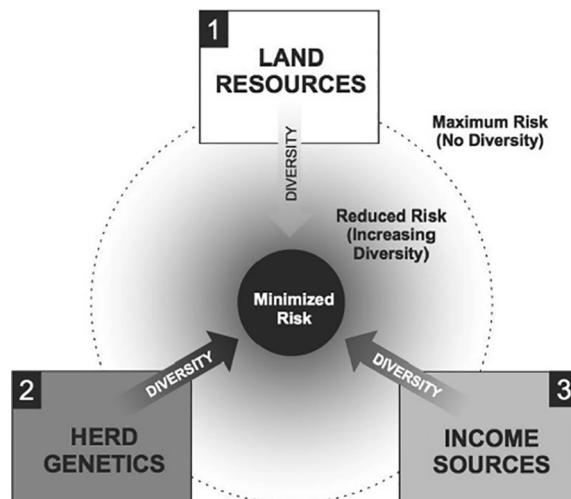 1
LAND
RESOURCES
DIVERSITY
Maximum Risk
(No Diversity)
Reduced Risk
(Increasing
Diversity)
Minimized
Risk
2
DIVERSITY
HERD
GENETICS
3
DIVERSITY
INCOME
SOURCES